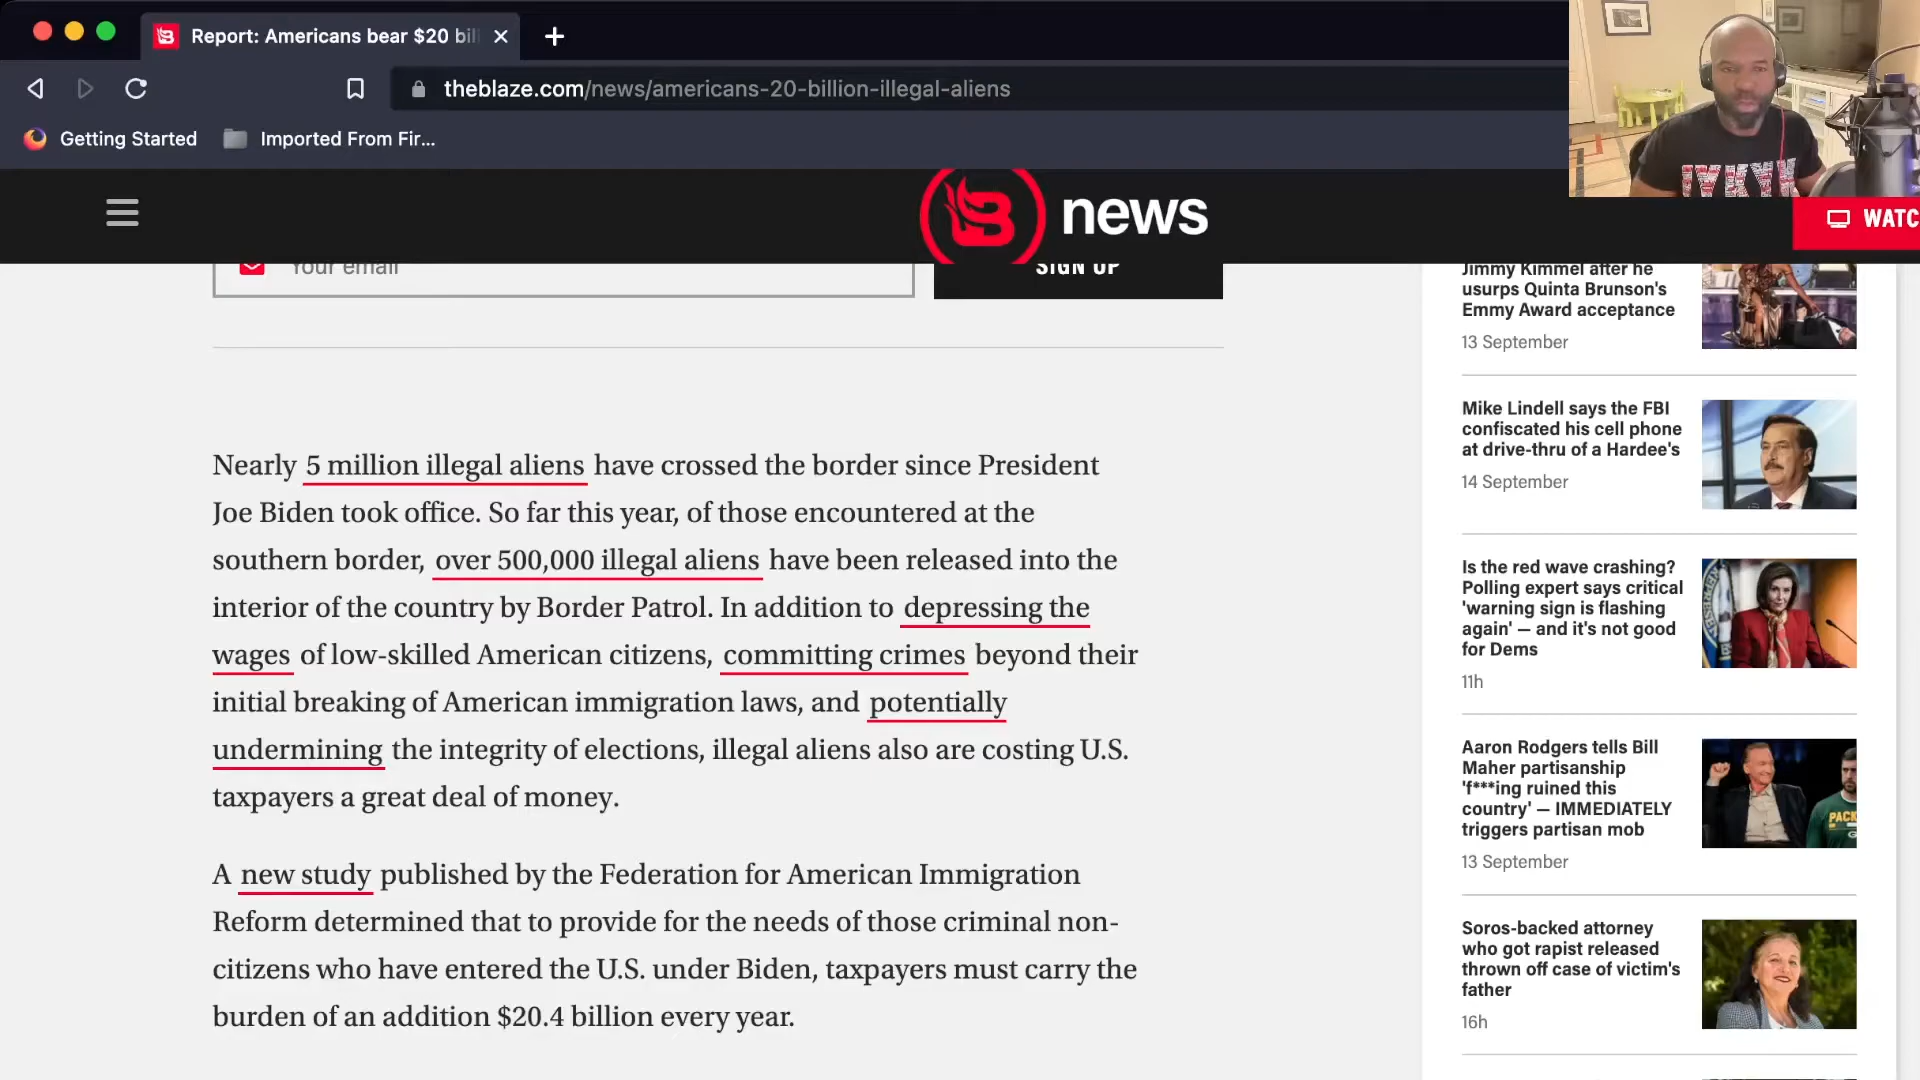 Report: Americans bear $20 bil
theblaze.com/news/americans-20-billion-illegal-aliens
Getting Started
Imported From Fir...
news
WATC
Your email
SIGN UP
Nearly 5 million illegal aliens have crossed the border since President
Joe Biden took office. So far this year, of those encountered at the
southern border, over 500,000 illegal aliens have been released into the
interior of the country by Border Patrol. In addition to depressing the
wages of low-skilled American citizens, committing crimes beyond their
initial breaking of American immigration laws, and potentially
undermining the integrity of elections, illegal aliens also are costing U.S.
taxpayers a great deal of money.
A new study published by the Federation for American Immigration
Reform determined that to provide for the needs of those criminal non-
citizens who have entered the U.S. under Biden, taxpayers must carry the
burden of an addition $20.4 billion every year.
Jimmy Kimmel after he
usurps Quinta Brunson's
Emmy Award acceptance
13 September
Mike Lindell says the FBI
confiscated his cell phone
at drive-thru of a Hardee's
14 September
Is the red wave crashing?
Polling expert says critical
'warning sign is flashing
again' – and it's not good
for Dems
11h
Aaron Rodgers tells Bill
Maher partisanship
'f***ing ruined this
country' – IMMEDIATELY
triggers partisan mob
13 September
PACK
Soros-backed attorney
who got rapist released
thrown off case of victim's
father
16h